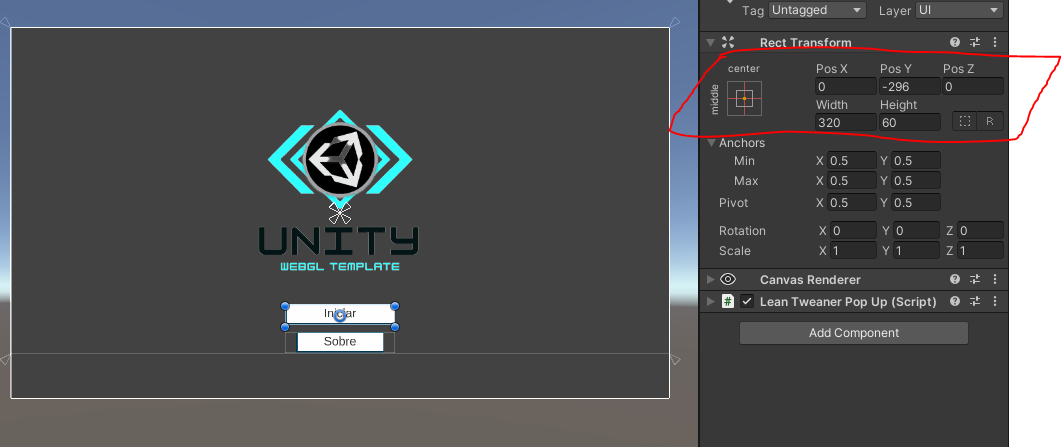 Tag Untagged Layer UI
Rect Transform
center
middle
Pos X Pos Y Pos Z
0 -296 0
Width Height
320 60
R
Anchors
Min X 0.5 Y 0.5
Max X 0.5 Y 0.5
Pivot X 0.5 Y 0.5
Rotation X 0 Y 0 Z 0
Scale X 1 Y 1 Z 1
Canvas Renderer
# Lean Tweaner Pop Up (Script)
Add Component
UNITY
WEBGL TEMPLATE
Iniciar
Sobre